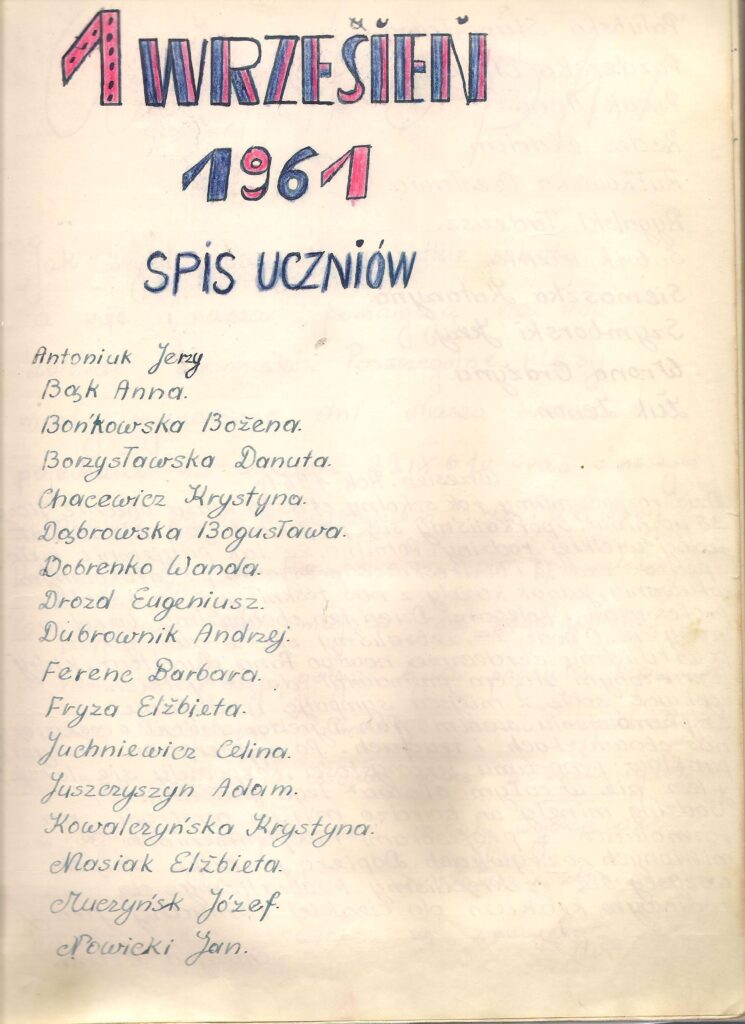 1 WRZESIEŃ
1961
SPIS UCZNIÓW
Antoniuk Jerzy
Bąk Anna.
Bońkowska Bożena.
Borzysławska Danuta.
Chacewicz Krystyna.
Dąbrowska Bogusława.
Dobrenko Wanda.
Drozd Eugeniusz.
Dubrownik Andrzej.
Ferenc Barbara.
Fryza Elżbieta.
Juchniewicz Celina.
Juszczyszyn Adam.
Kowalczyńska Krystyna.
Masiak Elżbieta.
Muczyńsk Józef.
Nowicki Jan.